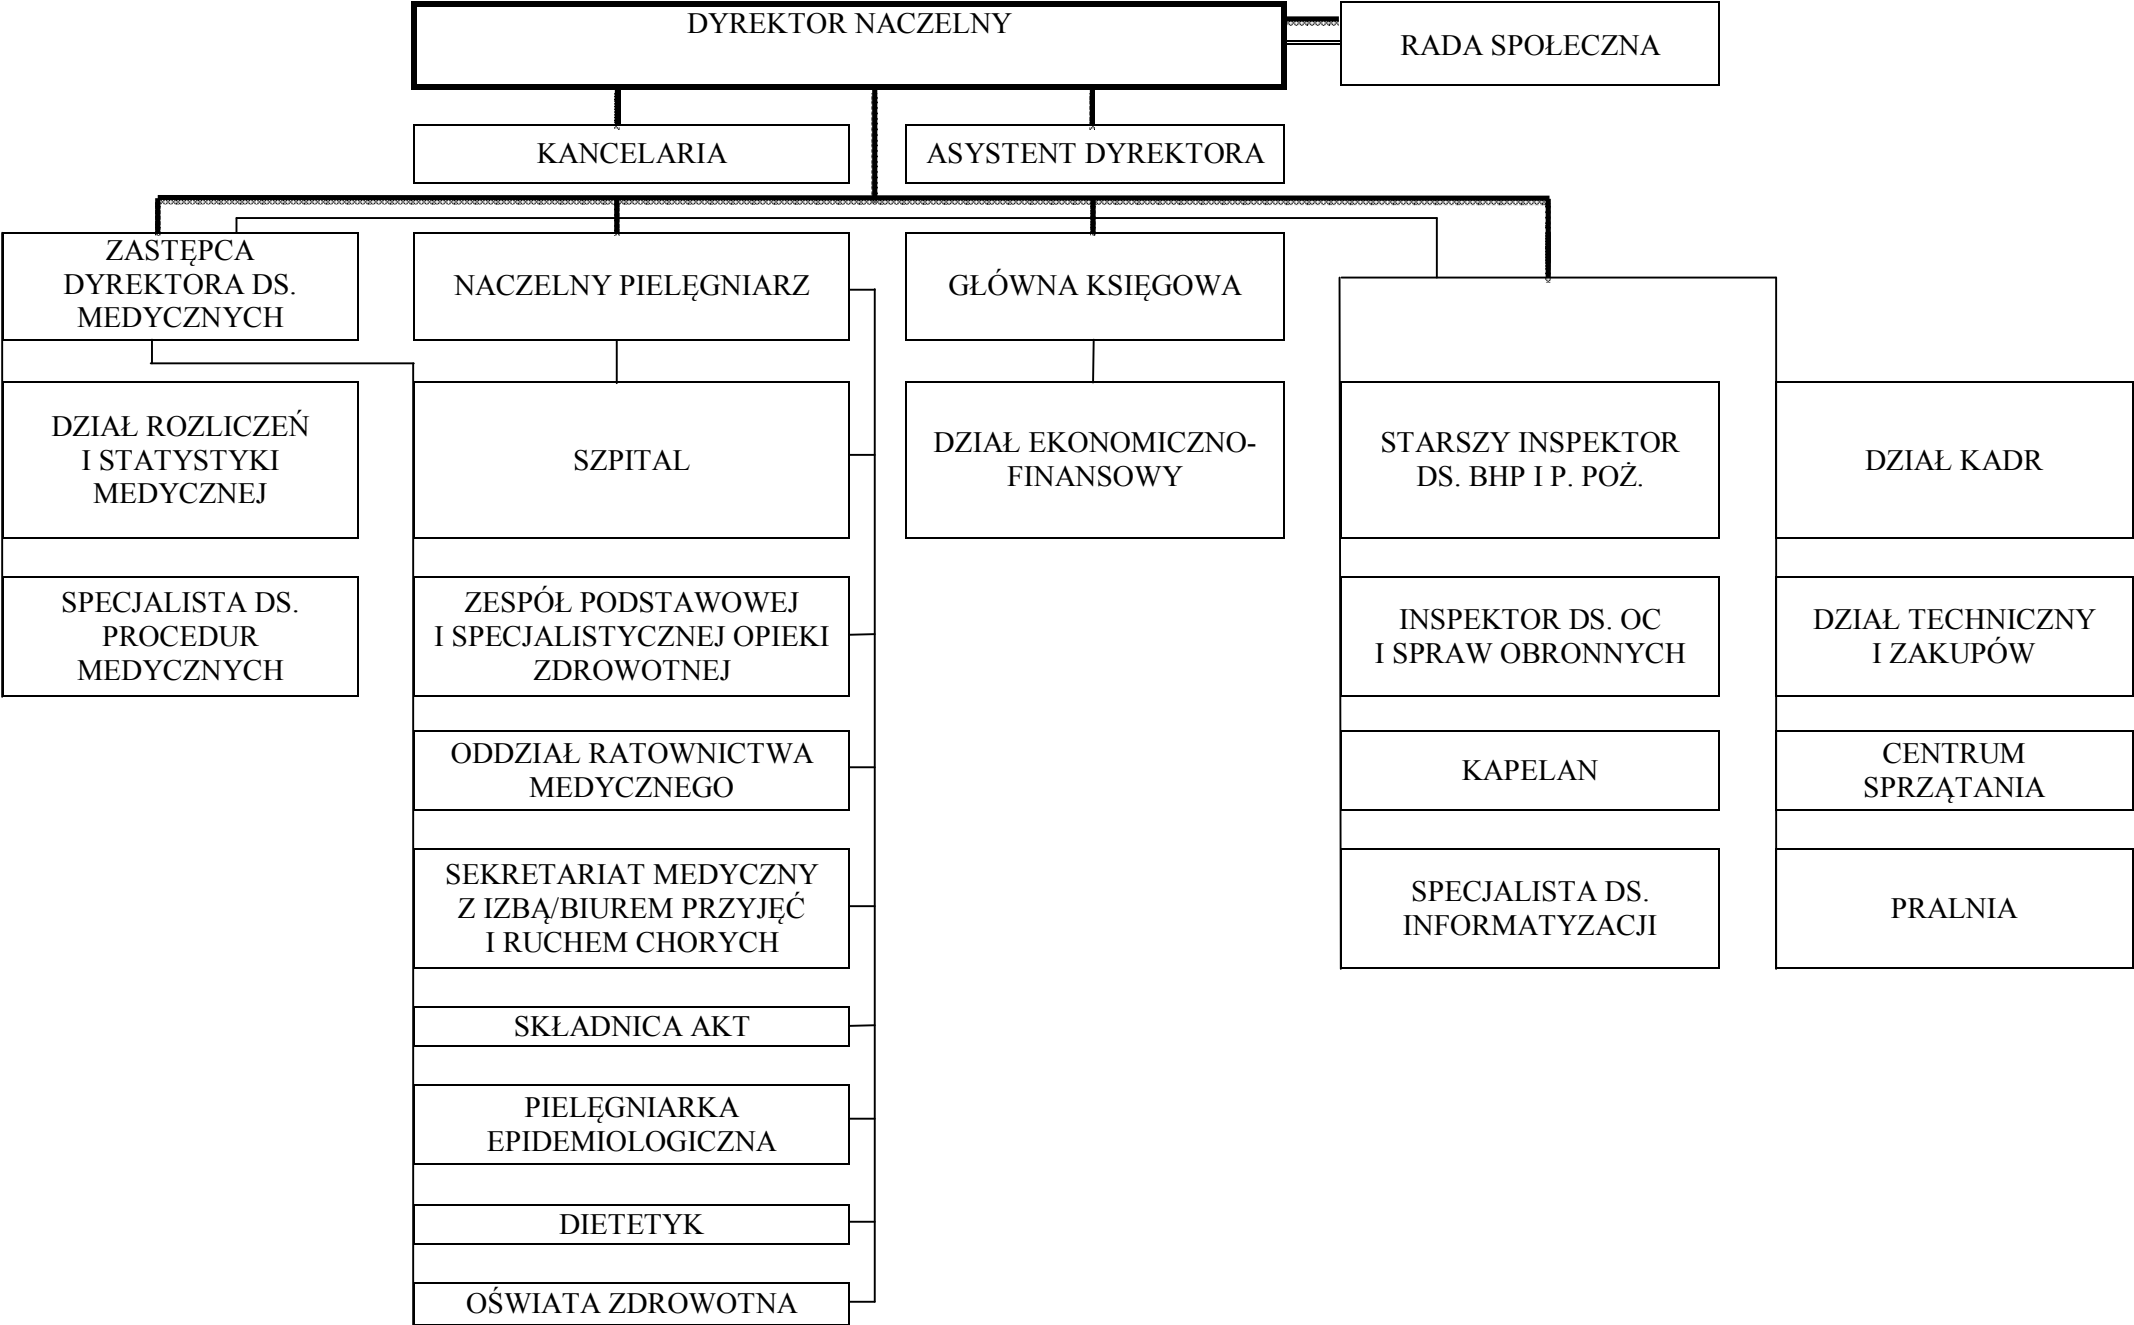 DYREKTOR NACZELNY
RADA SPOŁECZNA
KANCELARIA
ASYSTENT DYREKTORA
ZASTĘPCA
DYREKTORA DS.
MEDYCZNYCH
NACZELNY PIELĘGNIARZ
GŁÓWNA KSIĘGOWA
DZIAŁ ROZLICZEŃ
I STATYSTYKI
MEDYCZNEJ
SZPITAL
DZIAŁ EKONOMICZNO-
FINANSOWY
STARSZY INSPEKTOR
DS. BHP I P. POŻ.
DZIAŁ KADR
SPECJALISTA DS.
PROCEDUR
MEDYCZNYCH
ZESPÓŁ PODSTAWOWEJ
I SPECJALISTYCZNEJ OPIEKI
ZDROWOTNEJ
INSPEKTOR DS. OC
I SPRAW OBRONNYCH
DZIAŁ TECHNICZNY
I ZAKUPÓW
ODDZIAŁ RATOWNICTWA
MEDYCZNEGO
KAPELAN
CENTRUM
SPRZĄTANIA
SEKRETARIAT MEDYCZNY
Z IZBĄ/BIUREM PRZYJĘĆ
I RUCHEM CHORYCH
SPECJALISTA DS.
INFORMATYZACJI
PRALNIA
SKŁADNICA AKT
PIELĘGNIARKA
EPIDEMIOLOGICZNA
DIETETYK
OŚWIATA ZDROWOTNA